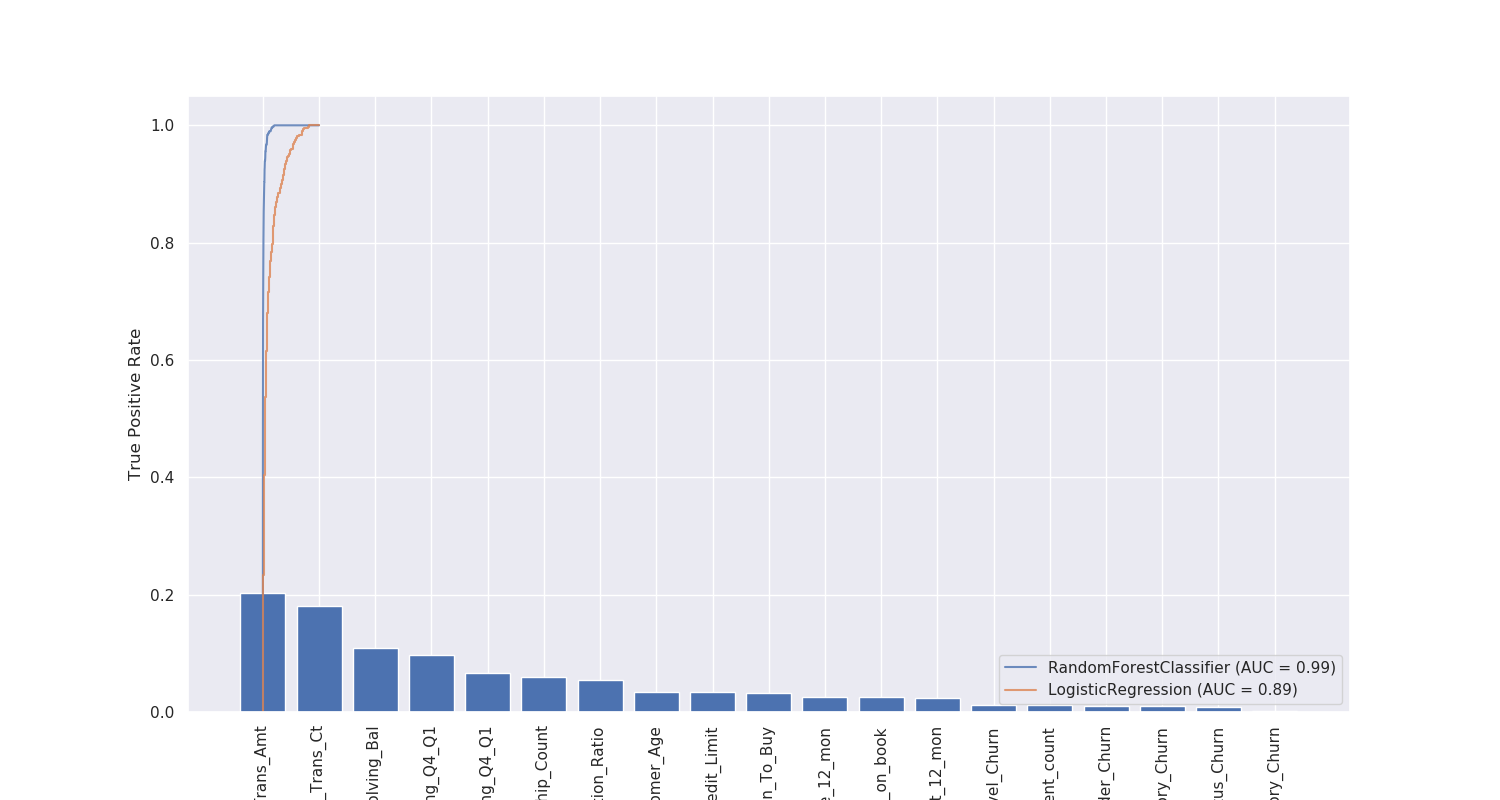 1.0
0.8
0.6
0.4
0.2
0.0
True Positive Rate
RandomForestClassifier (AUC = 0.99)
LogisticRegression (AUC = 0.89)
Trans_Amt
_Trans_Ct
olving_Bal
ng_Q4_Q1
ng_Q4_Q1
hip_Count
tion_Ratio
omer_Age
edit_Limit
n_To_Buy
e_12_mon
_on_book
t_12_mon
vel_Churn
ent_count
der_Churn
ory_Churn
tus_Churn
ory_Churn